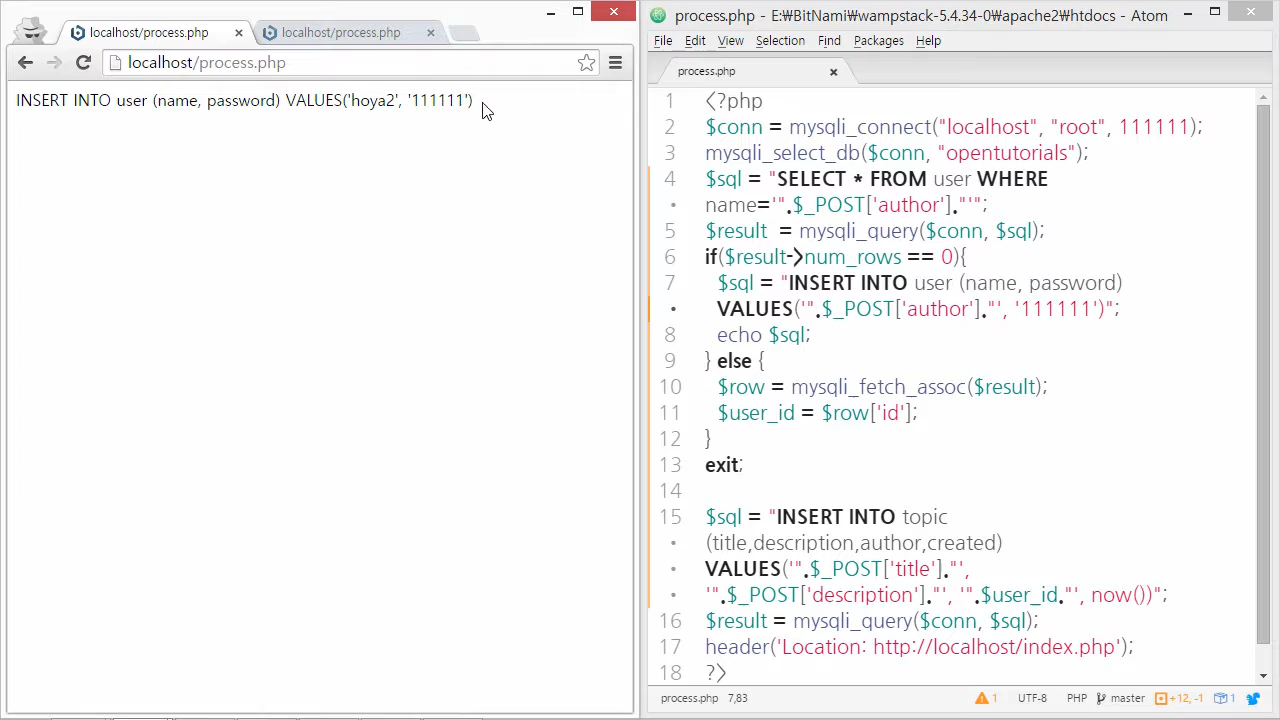 localhost/process.php
localhost/process.php
localhost/process.php
INSERT INTO user (name, password) VALUES('hoya2', '111111')
process.php - E:₩BitNami₩wampstack-5.4.34-0₩apache2₩htdocs - Ato
File Edit View Selection Find Packages Help
process.php
1 <?php
2 $conn = mysqli_connect("localhost", "root", 111111);
3 mysqli_select_db($conn, "opentutorials");
4 $sql = "SELECT * FROM user WHERE
• name='".$_POST['author']."'";
5 $result  = mysqli_query($conn, $sql);
6 if($result->num_rows == 0){
7   $sql = "INSERT INTO user (name, password)
•   VALUES('".$_POST['author']."', '111111')";
8   echo $sql;
9 } else {
10   $row = mysqli_fetch_assoc($result);
11   $user_id = $row['id'];
12 }
13 exit;
14
15 $sql = "INSERT INTO topic
• (title,description,author,created)
• VALUES('".$_POST['title']."',
• '".$_POST['description']."', '".$user_id."', now())";
16 $result = mysqli_query($conn, $sql);
17 header('Location: http://localhost/index.php');
18 ?>
process.php 7,83 1 UTF-8 PHP master +12, -1 1